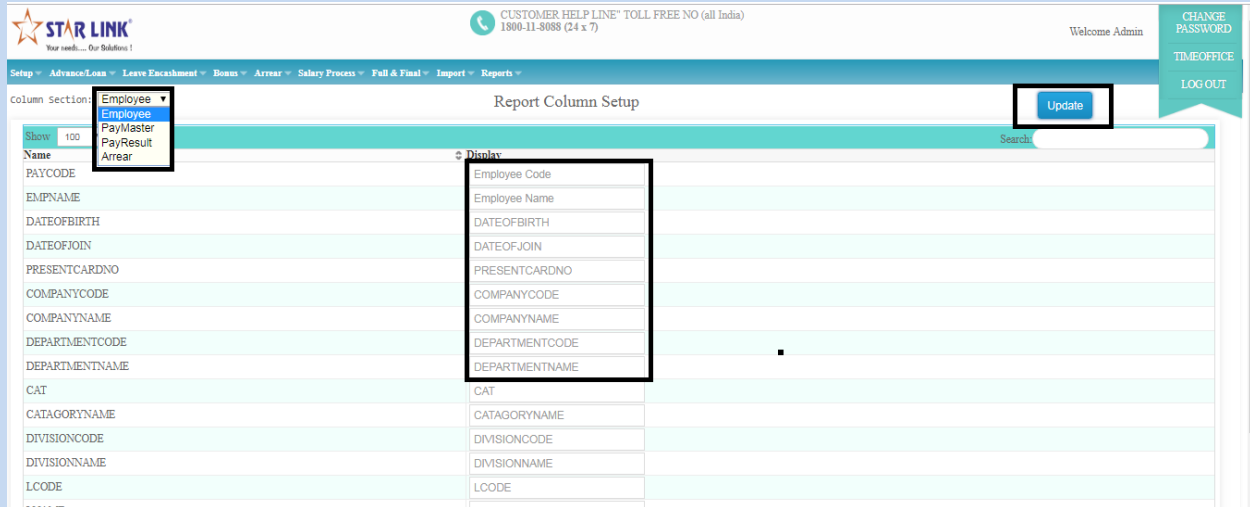 STAR LINK
Your needs.... Our Solutions !
CUSTOMER HELP LINE" TOLL FREE NO (all India)
1800-11-8088 (24 x 7)
Welcome Admin
CHANGE PASSWORD
TIMEOFFICE
LOG OUT
Setup Advance/Loan Leave Encashment Bonus Arrear Salary Process Full & Final Import Reports
Column Section: Employee
Employee
PayMaster
PayResult
Arrear
Report Column Setup
Update
Show 100
Search:
Name Display
PAYCODE Employee Code
EMPNAME Employee Name
DATEOFBIRTH DATEOFBIRTH
DATEOFJOIN DATEOFJOIN
PRESENTCARDNO PRESENTCARDNO
COMPANYCODE COMPANYCODE
COMPANYNAME COMPANYNAME
DEPARTMENTCODE DEPARTMENTCODE
DEPARTMENTNAME DEPARTMENTNAME
CAT CAT
CATAGORYNAME CATAGORYNAME
DIVISIONCODE DIVISIONCODE
DIVISIONNAME DIVISIONNAME
LCODE LCODE